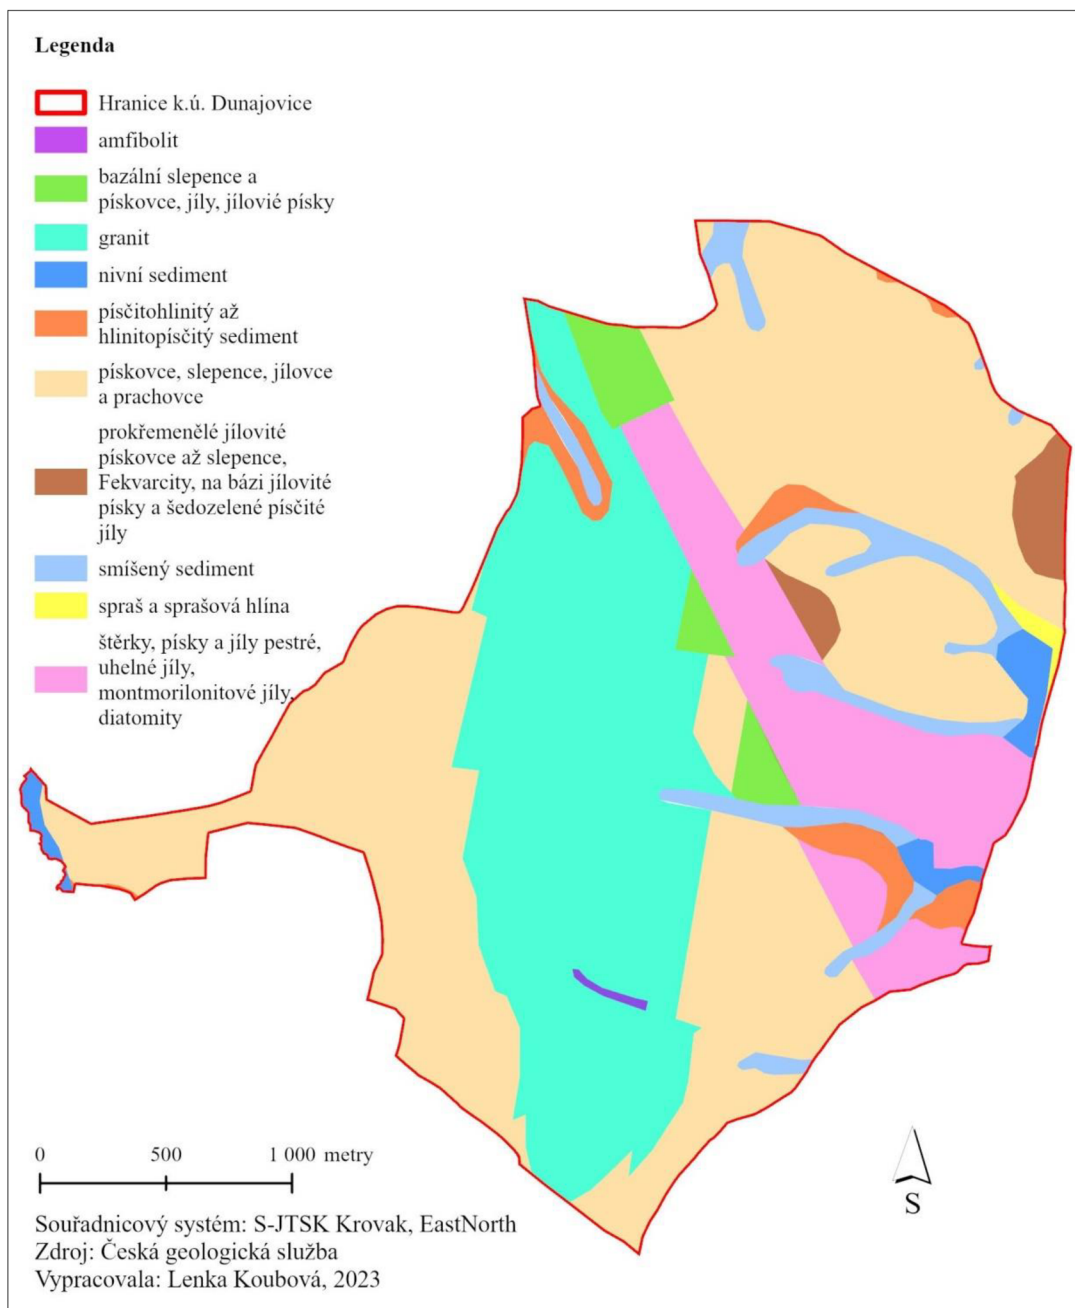 Legenda
Hranice k.ú. Dunajovice
amfibolit
bazální slepence a
pískovce, jíly, jílovié písky
granit
nivní sediment
písčitohlinitý až
hlinitopísčitý sediment
pískovce, slepence, jílovce
a prachovce
prokřemenělé jílovité
pískovce až slepence,
Fekvarcity, na bázi jílovité
písky a šedozelené písčité
jíly
smíšený sediment
spraš a sprašová hlína
štěrky, písky a jíly pestré,
uhelné jíly,
montmorilonitové jíly,
diatomity
0 500 1 000 metry
S
Souřadnicový systém: S-JTSK Krovak, EastNorth
Zdroj: Česká geologická služba
Vypracovala: Lenka Koubová, 2023